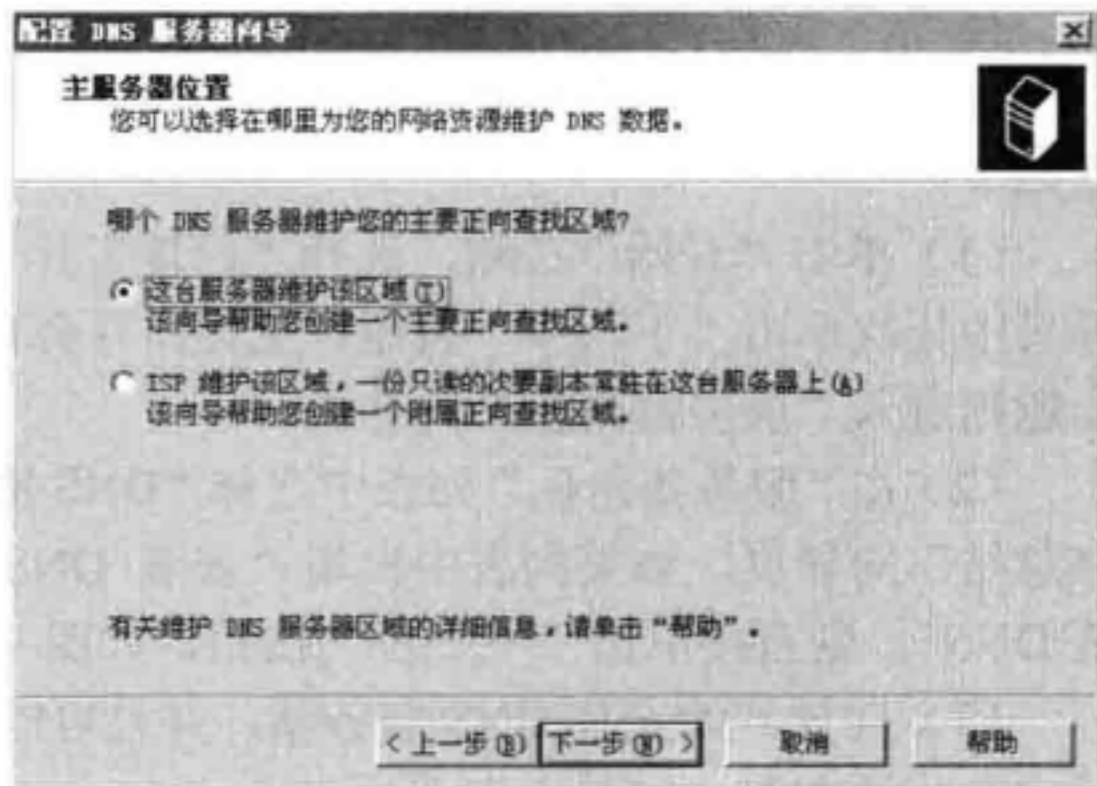 配置 DNS 服务器向导
主服务器位置
您可以选择在哪里为您的网络资源维护 DNS 数据。
哪个 DNS 服务器维护您的主要正向查找区域?
这台服务器维护该区域(T)
该向导帮助您创建一个主要正向查找区域。
ISP 维护该区域，一份只读的次要副本常驻在这台服务器上(A)
该向导帮助您创建一个附属正向查找区域。
有关维护 DNS 服务器区域的详细信息，请单击“帮助”。
< 上一步(B) 下一步(N) > 取消 帮助